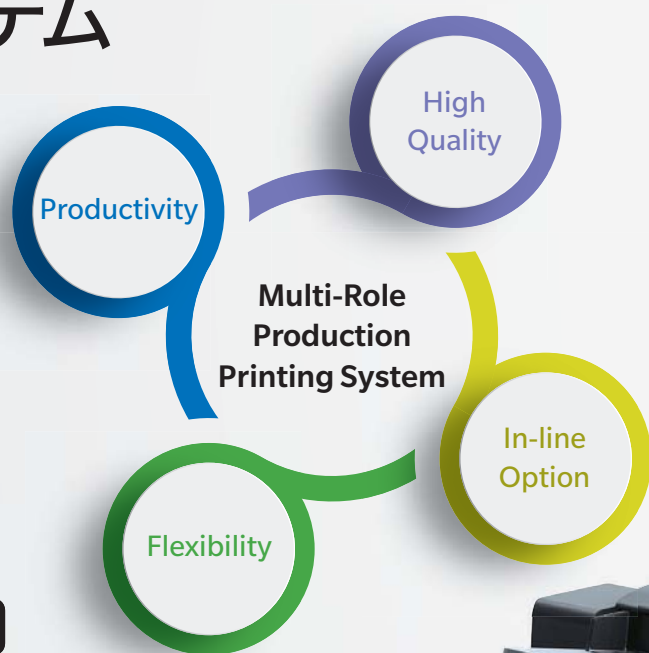 テム
High
Quality
Productivity
Multi-Role
Production
Printing System
In-line
Option
Flexibility